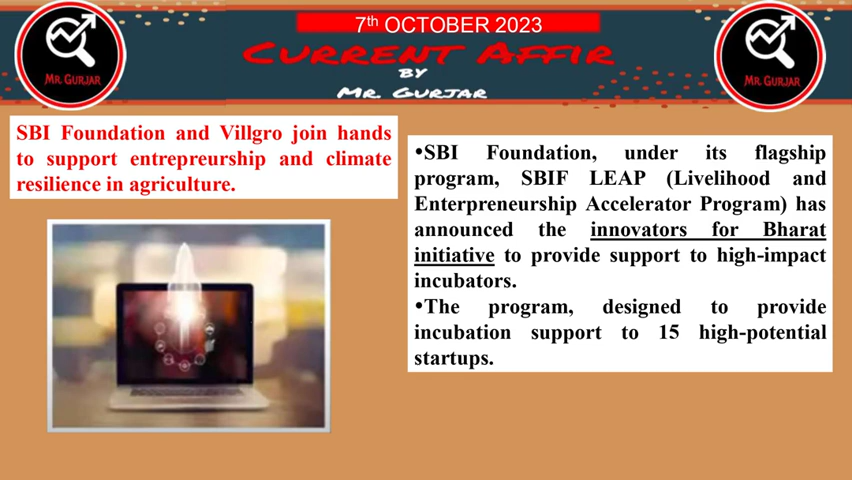 7th OCTOBER 2023
CURRENT AFFIR
BY
MR. GURJAR
MR. GURJAR
MR. GURJAR
SBI Foundation and Villgro join hands
to support entrepreurship and climate
resilience in agriculture.
•SBI Foundation, under its flagship
program, SBIF LEAP (Livelihood and
Enterpreneurship Accelerator Program) has
announced the innovators for Bharat
initiative to provide support to high-impact
incubators.
•The program, designed to provide
incubation support to 15 high-potential
startups.